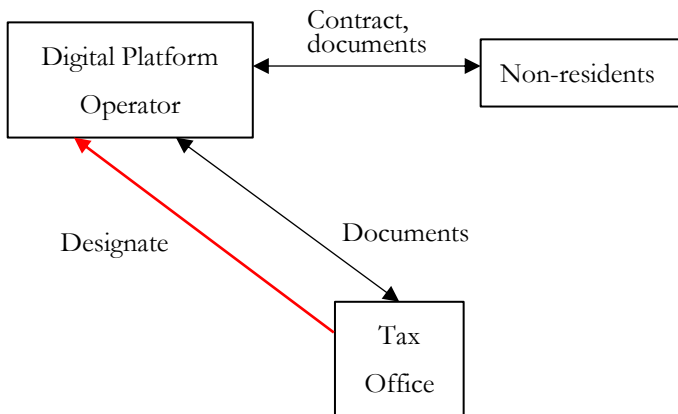 Contract,
documents
Digital Platform
Operator
Non-residents
Designate
Documents
Tax
Office